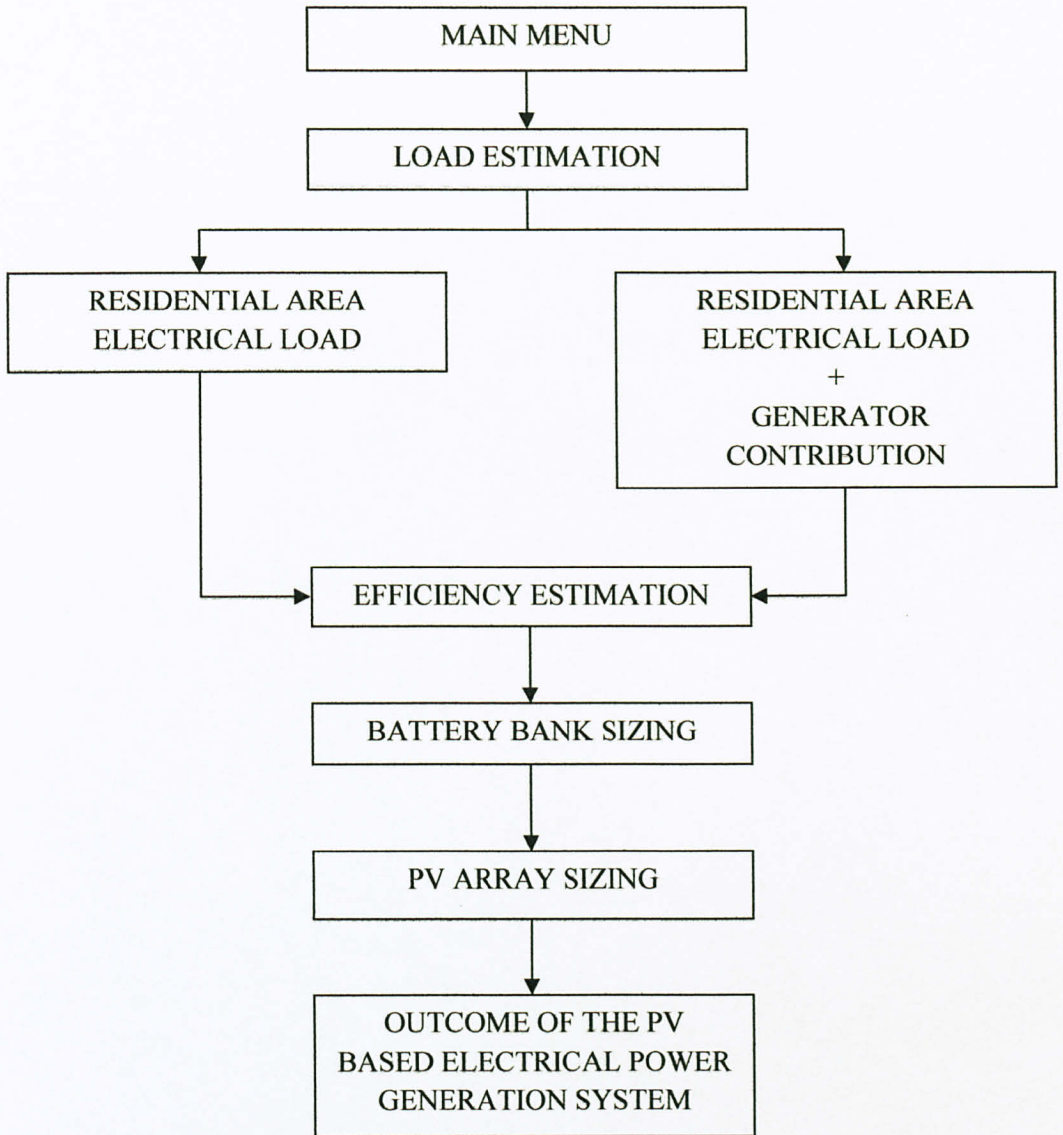 MAIN MENU
LOAD ESTIMATION
RESIDENTIAL AREA
ELECTRICAL LOAD
RESIDENTIAL AREA
ELECTRICAL LOAD
+
GENERATOR
CONTRIBUTION
EFFICIENCY ESTIMATION
BATTERY BANK SIZING
PV ARRAY SIZING
OUTCOME OF THE PV
BASED ELECTRICAL POWER
GENERATION SYSTEM